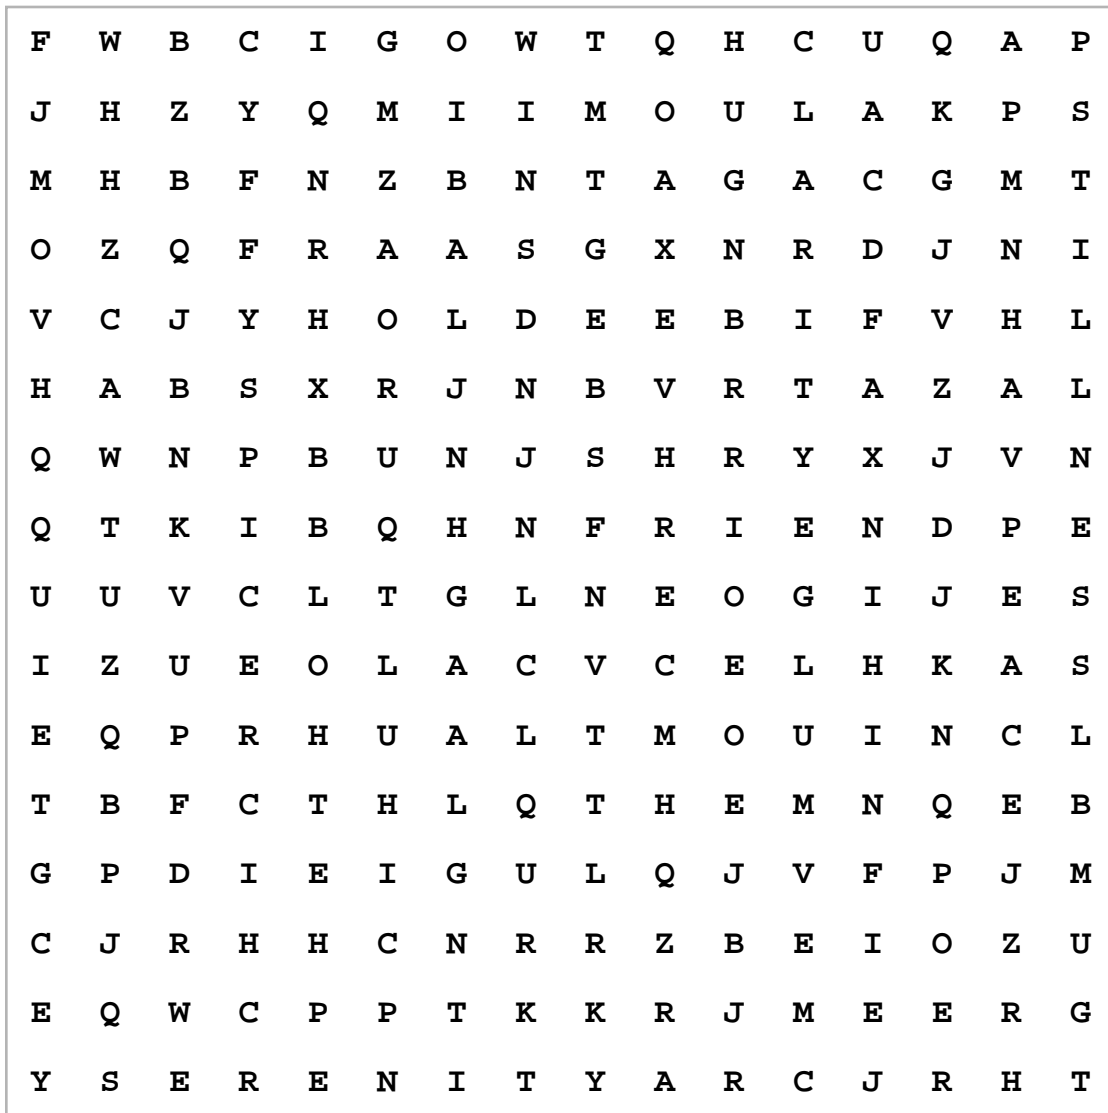 F W B C I G O W T Q H C U Q A P
J H Z Y Q M I I M O U L A K P S
M H B F N Z B N T A G A C G M T
O Z Q F R A A S G X N R D J N I
V C J Y H O L D E E B I F V H L
H A B S X R J N B V R T A Z A L
Q W N P B U N J S H R Y X J V N
Q T K I B Q H N F R I E N D P E
U U V C L T G L N E O G I J E S
I Z U E O L A C V C E L H K A S
E Q P R H U A L T M O U I N C L
T B F C T H L Q T H E M N Q E B
G P D I E I G U L Q J V F P J M
C J R H H C N R R Z B E I O Z U
E Q W C P P T K K R J M E E R G
Y S E R E N I T Y A R C J R H T